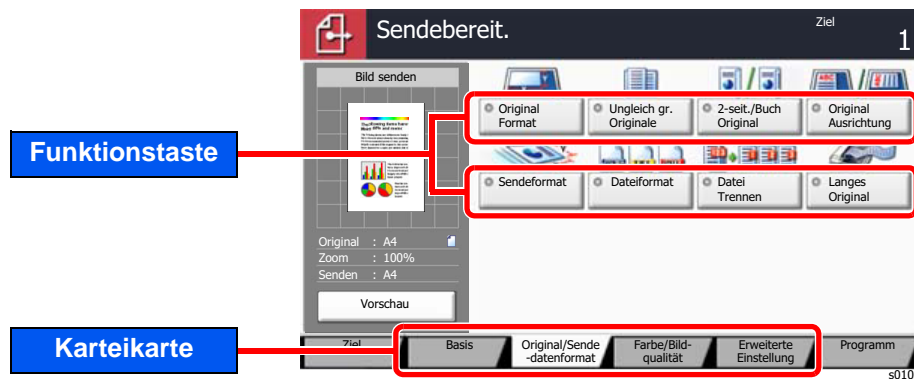 Sendebereit.
Ziel
1
Bild senden
Original
Format
Ungleich gr.
Originale
2-seit./Buch
Original
Original
Ausrichtung
Funktionstaste
Sendeformat
Dateiformat
Datei
Trennen
Langes
Original
Original : A4
Zoom : 100%
Senden : A4
Vorschau
Karteikarte
Ziel
Basis
Original/Sende
-datenformat
Farbe/Bild-
qualität
Erweiterte
Einstellung
Programm
s010